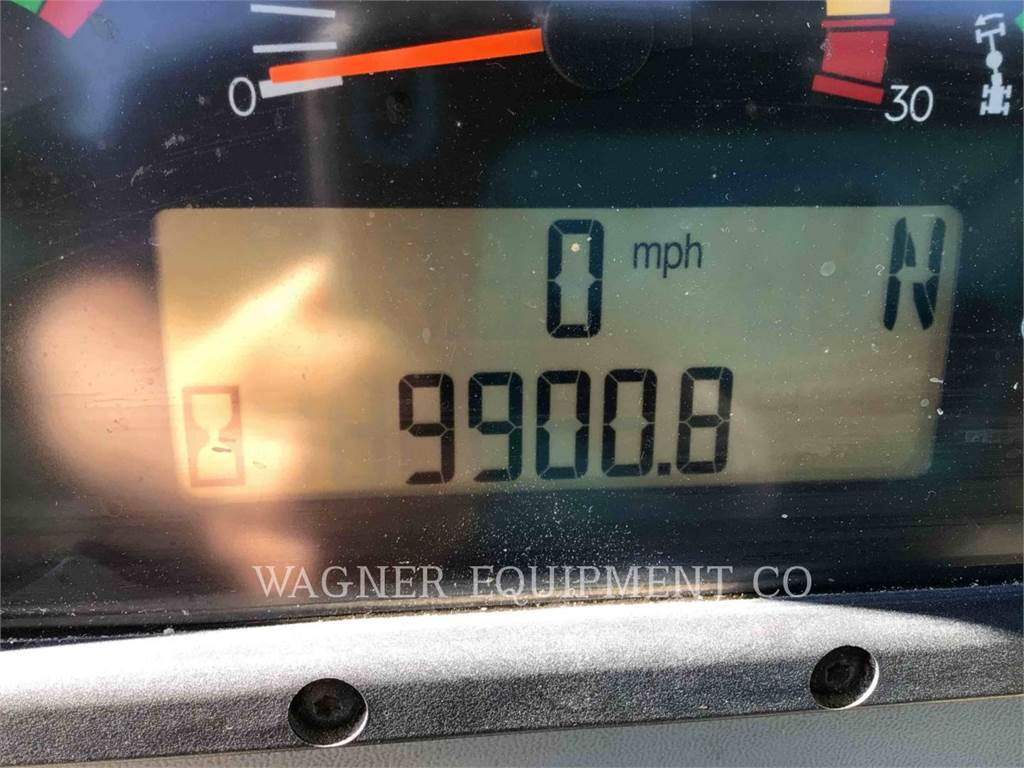 0 30
0 mph N
9900.8
WAGNER EQUIPMENT CO